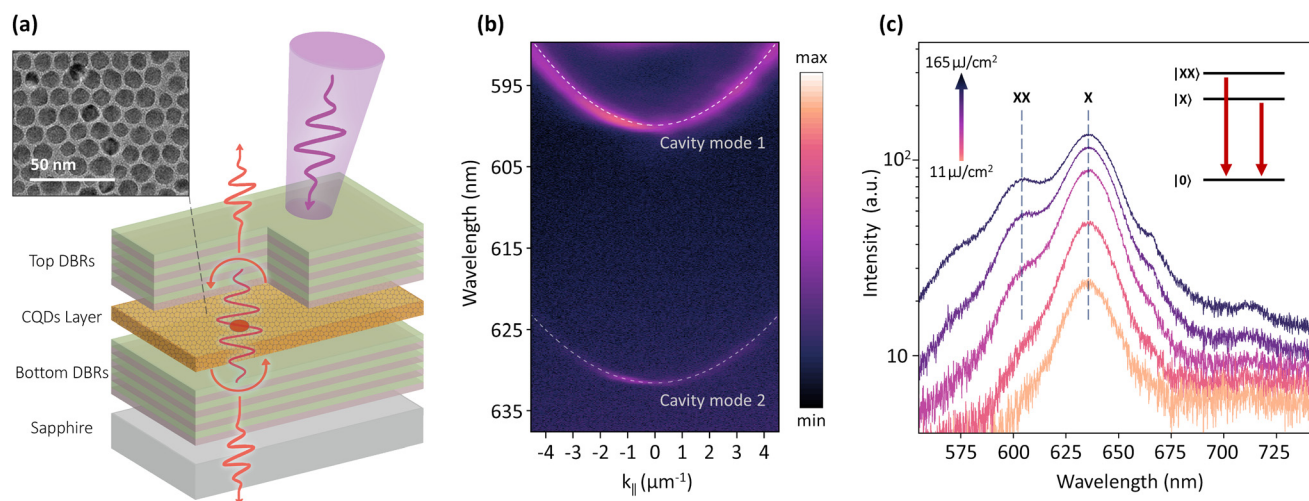 (a)
50 nm
Top DBRs
CQDs Layer
Bottom DBRs
Sapphire
(b)
Wavelength (nm)
595
605
615
625
635
Cavity mode 1
Cavity mode 2
-4 -3 -2 -1 0 1 2 3 4
k∥ (μm⁻¹)
max
min
(c)
Intensity (a.u.)
10²
10
165 μJ/cm²
11 μJ/cm²
XX
X
|XX⟩
|X⟩
|0⟩
575 600 625 650 675 700 725
Wavelength (nm)